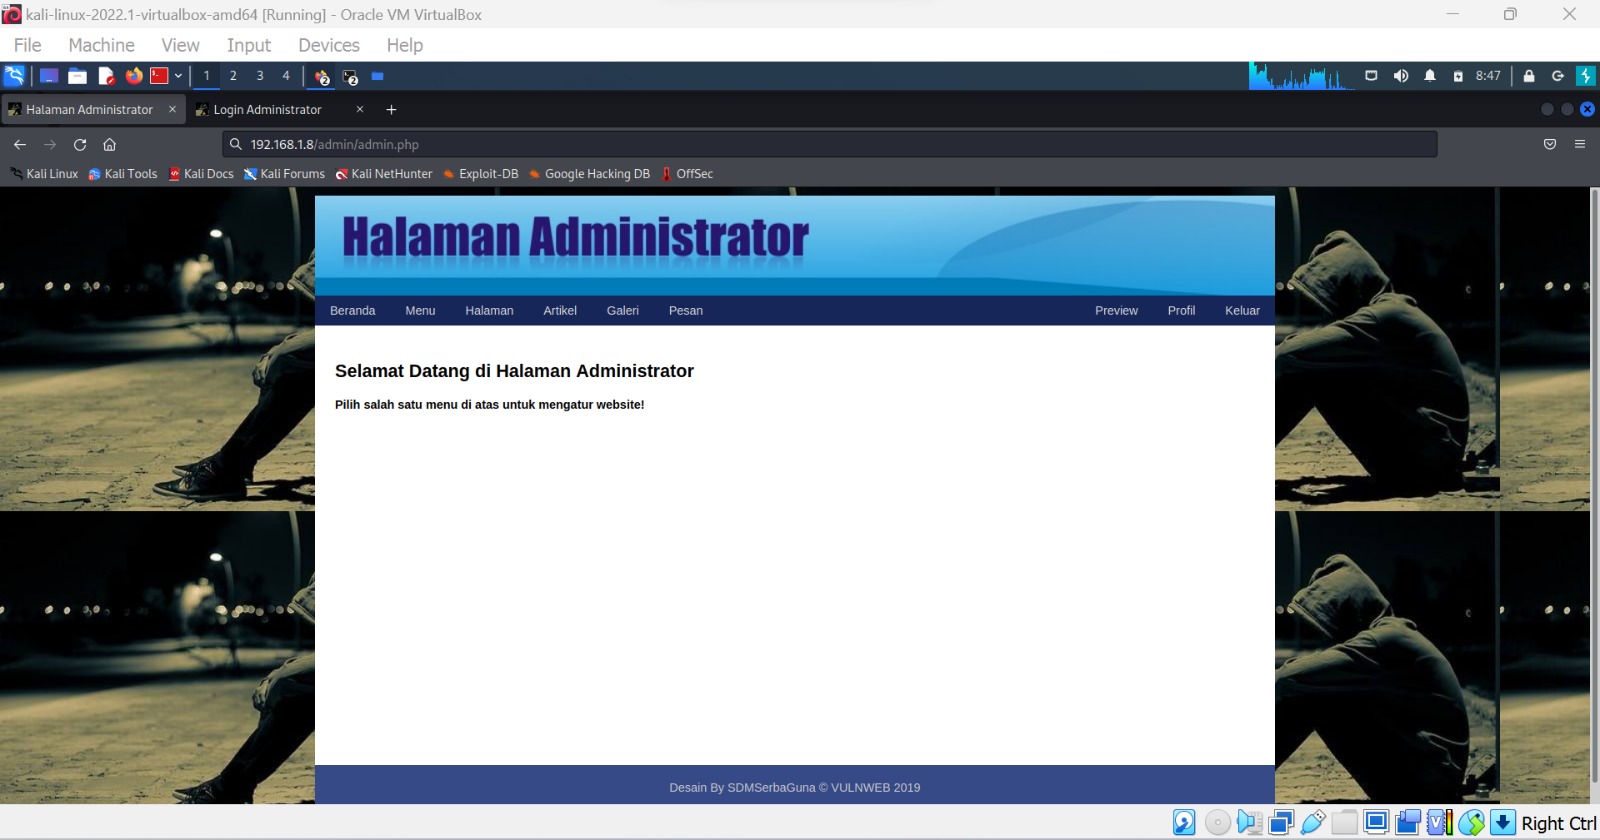 kali-linux-2022.1-virtualbox-amd64 [Running] - Oracle VM VirtualBox
File Machine View Input Devices Help
1 2 3 4 2 2 8:47
Halaman Administrator Login Administrator
192.168.1.8/admin/admin.php
Kali Linux Kali Tools Kali Docs Kali Forums Kali NetHunter Exploit-DB Google Hacking DB OffSec
Halaman Administrator
Beranda Menu Halaman Artikel Galeri Pesan Preview Profil Keluar
Selamat Datang di Halaman Administrator
Pilih salah satu menu di atas untuk mengatur website!
Desain By SDMSerbaGuna © VULNWEB 2019
Right Ctrl